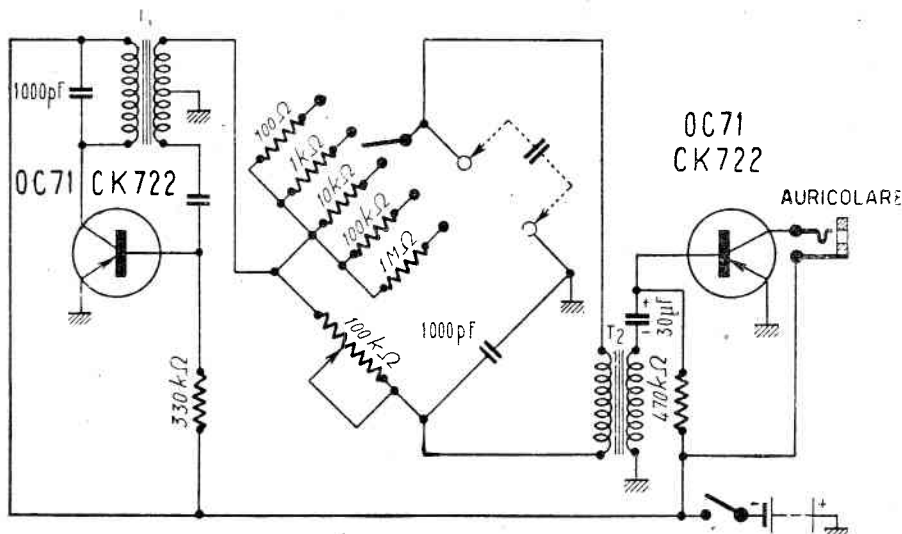 T₁
1000pF
OC71 CK722
330kΩ
100Ω
1kΩ
10kΩ
100kΩ
1MΩ
100kΩ
1000pF
T2
+
30µF
-
470kΩ
OC71
CK722
AURICOLARE
- +